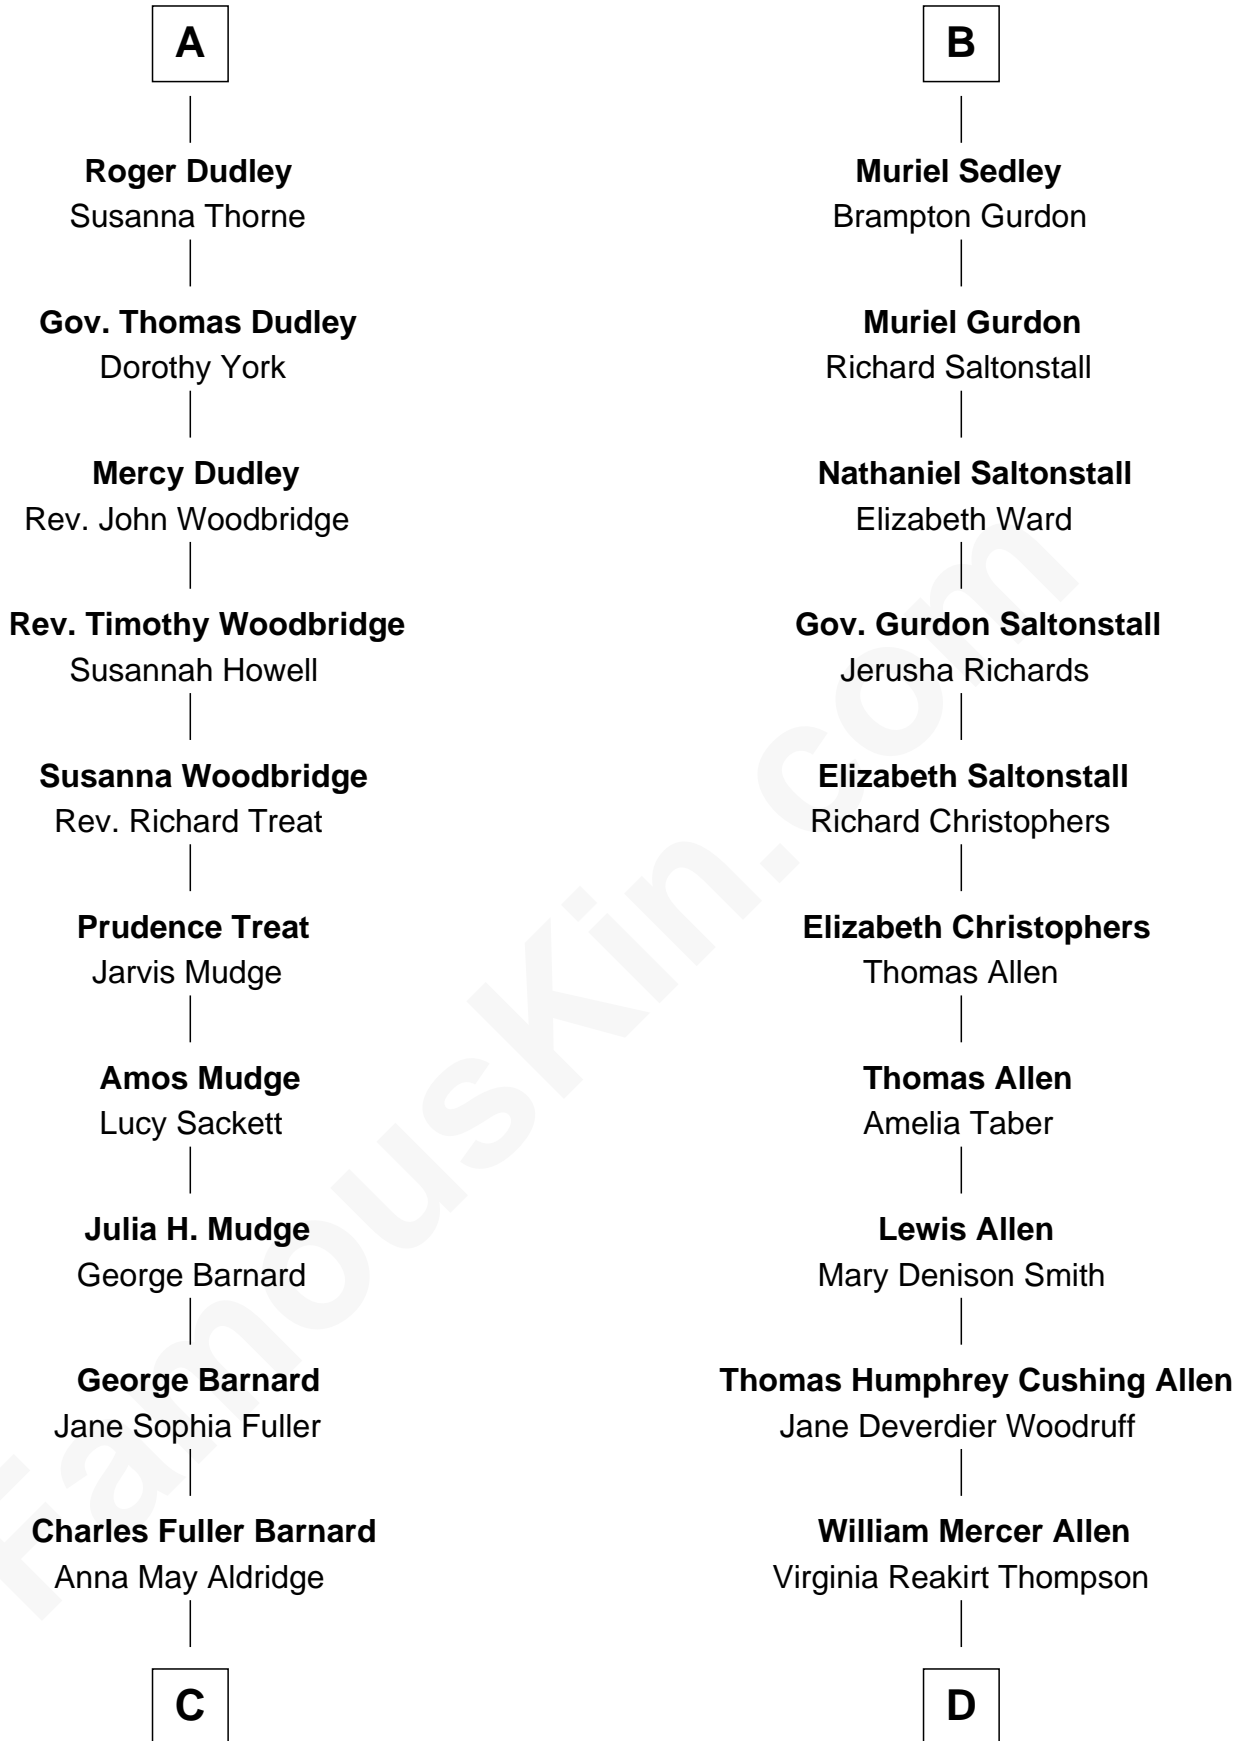 A
Roger Dudley
Susanna Thorne
Gov. Thomas Dudley
Dorothy York
Mercy Dudley
Rev. John Woodbridge
Rev. Timothy Woodbridge
Susannah Howell
Susanna Woodbridge
Rev. Richard Treat
Prudence Treat
Jarvis Mudge
Amos Mudge
Lucy Sackett
Julia H. Mudge
George Barnard
George Barnard
Jane Sophia Fuller
Charles Fuller Barnard
Anna May Aldridge
C
B
Muriel Sedley
Brampton Gurdon
Muriel Gurdon
Richard Saltonstall
Nathaniel Saltonstall
Elizabeth Ward
Gov. Gurdon Saltonstall
Jerusha Richards
Elizabeth Saltonstall
Richard Christophers
Elizabeth Christophers
Thomas Allen
Thomas Allen
Amelia Taber
Lewis Allen
Mary Denison Smith
Thomas Humphrey Cushing Allen
Jane Deverdier Woodruff
William Mercer Allen
Virginia Reakirt Thompson
D
FamousKin.com